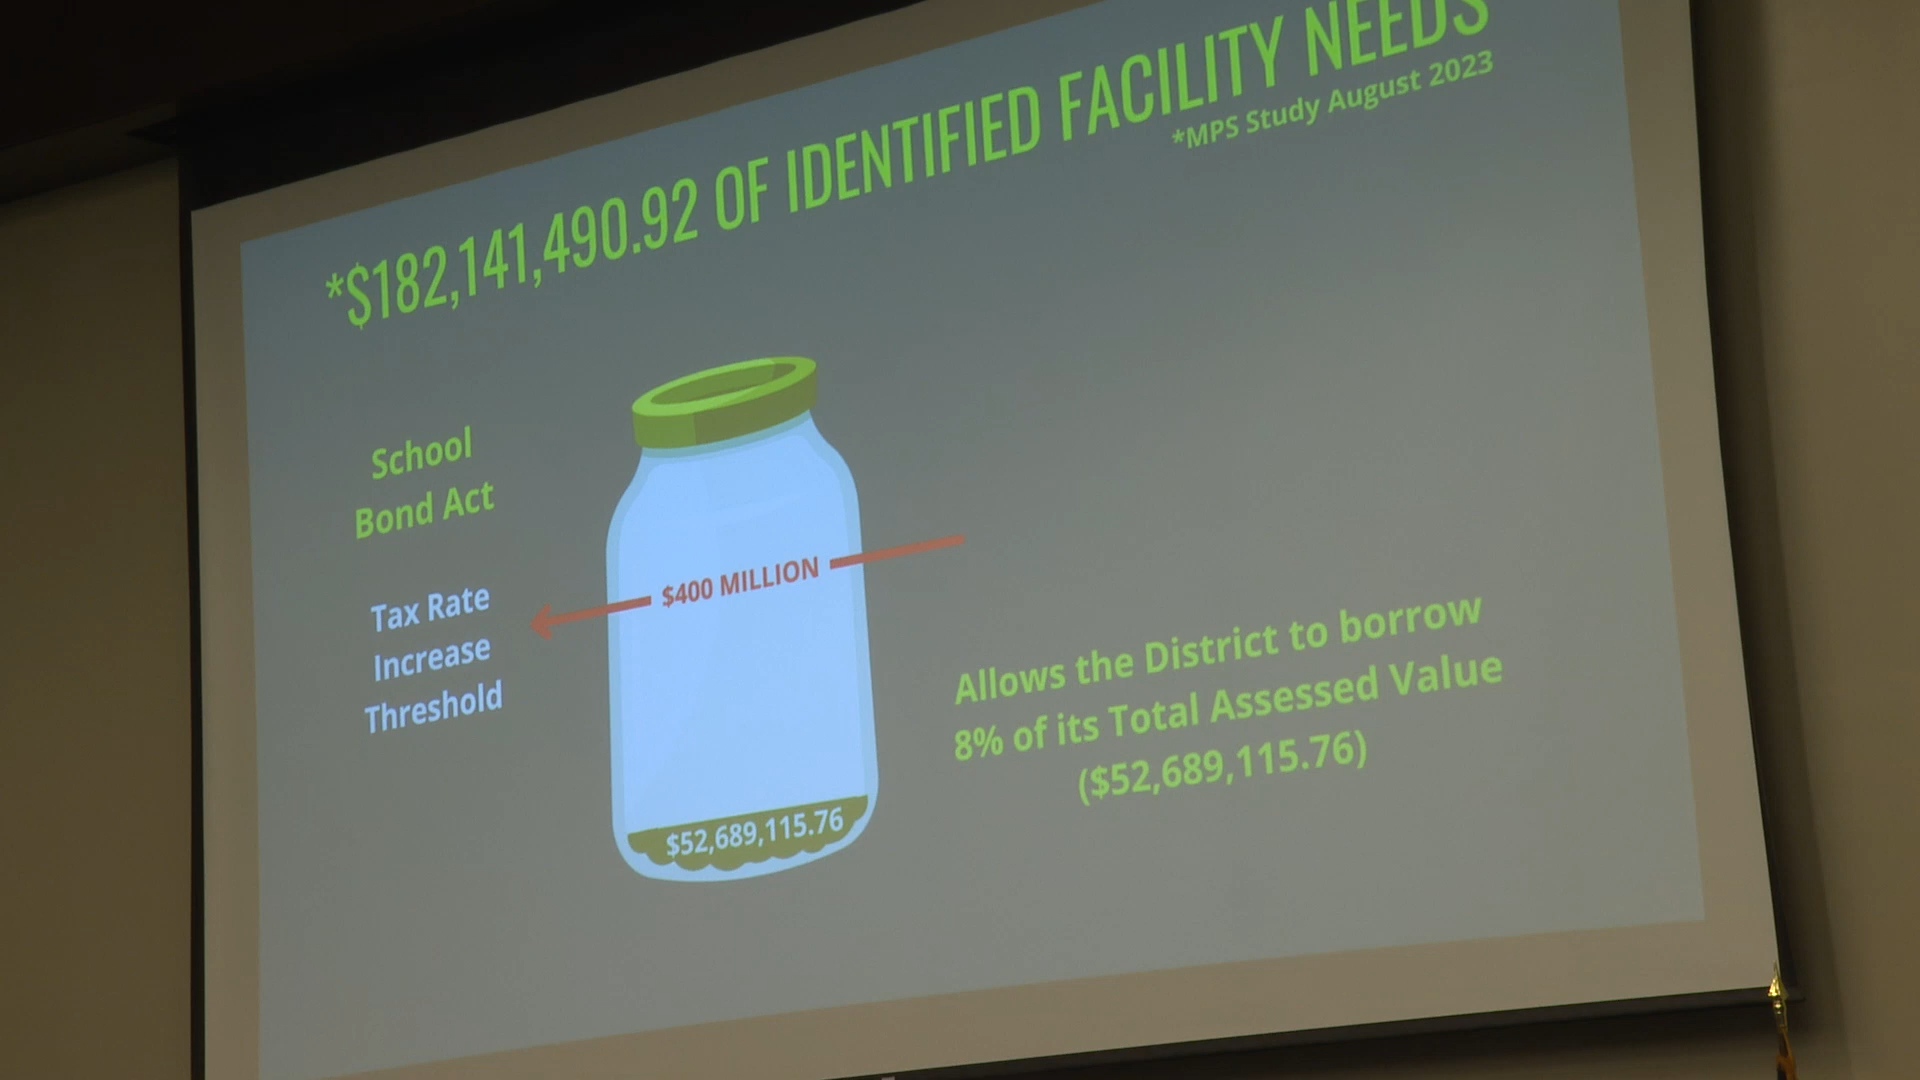 *$182,141,490.92 OF IDENTIFIED FACILITY NEEDS
*MPS Study August 2023
School
Bond Act
Tax Rate
Increase
Threshold
$400 MILLION
$52,689,115.76
Allows the District to borrow
8% of its Total Assessed Value
($52,689,115.76)